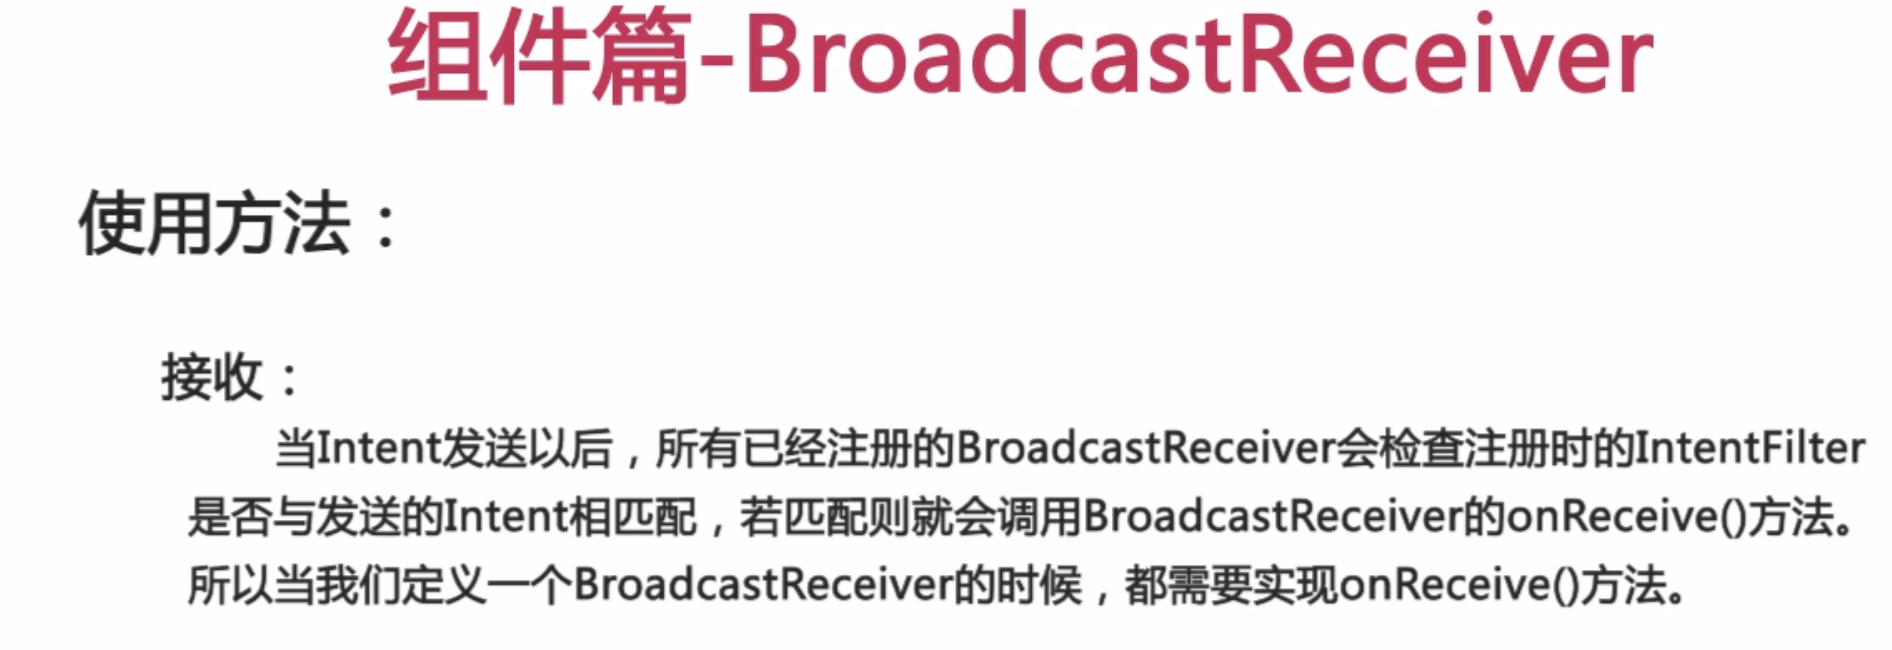 组件篇-BroadcastReceiver
使用方法：
接收：
当Intent发送以后，所有已经注册的BroadcastReceiver会检查注册时的IntentFilter
是否与发送的Intent相匹配，若匹配则就会调用BroadcastReceiver的onReceive()方法。
所以当我们定义一个BroadcastReceiver的时候，都需要实现onReceive()方法。